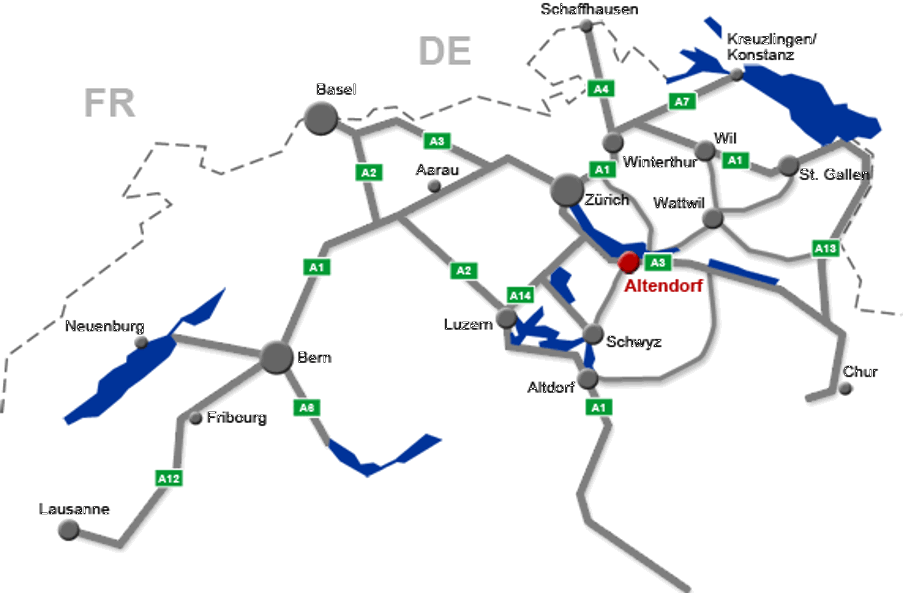 Schaffhausen
DE
Kreuzlingen/
Konstanz
FR
Basel
A4
A7
A3
Wil
Winterthur
A1
St. Gallen
A2
Aarau
A1
Zürich
Wattwil
A13
A1
A2
A3
Altendorf
A14
Neuenburg
Luzern
Schwyz
Bern
Chur
Altdorf
A6
A1
Fribourg
A12
Lausanne